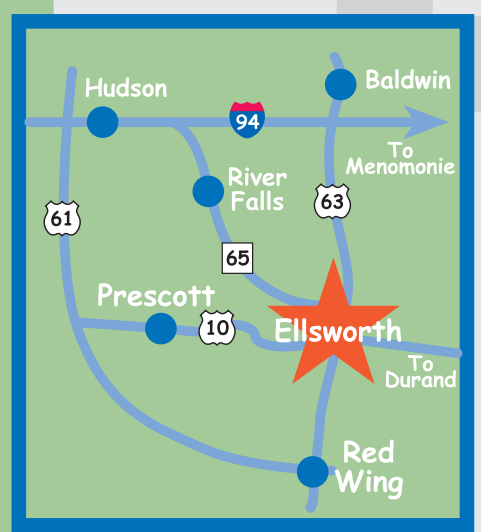 Baldwin
Hudson
94
To
Menomonie
River
Falls
63
61
65
Prescott
10
Ellsworth
To
Durand
Red
Wing